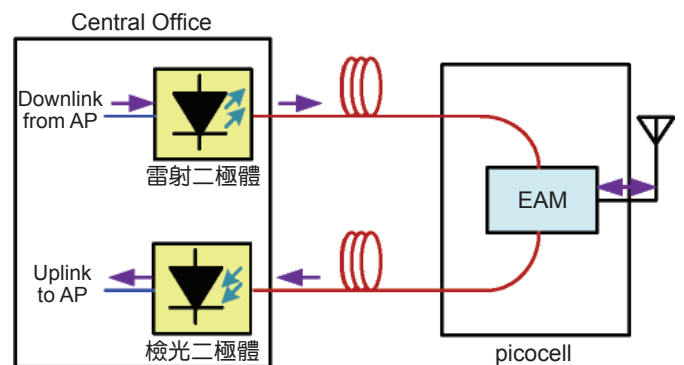 Central Office
Downlink
from AP
雷射二極體
EAM
Uplink
to AP
檢光二極體
picocell